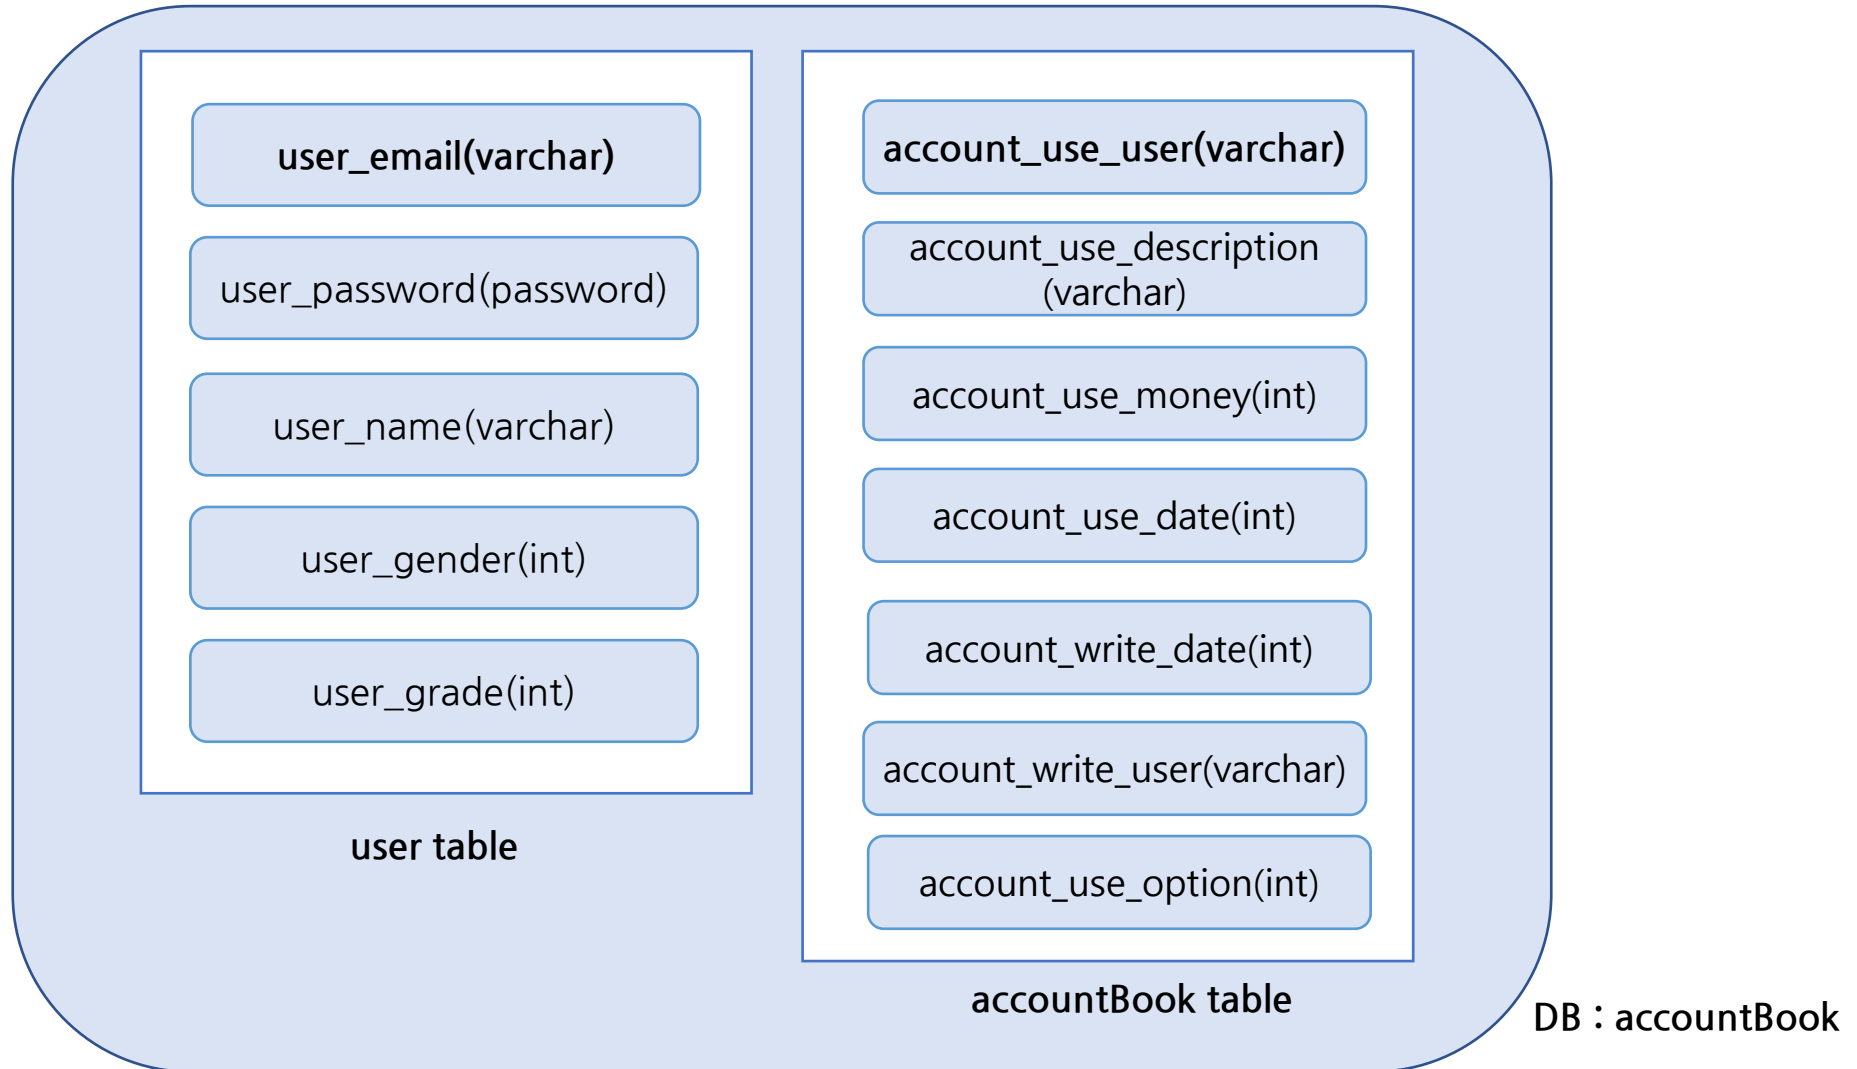 user_email(varchar)
user_password(password)
user_name(varchar)
user_gender(int)
user_grade(int)
user table
account_use_user(varchar)
account_use_description
(varchar)
account_use_money(int)
account_use_date(int)
account_write_date(int)
account_write_user(varchar)
account_use_option(int)
accountBook table
DB : accountBook